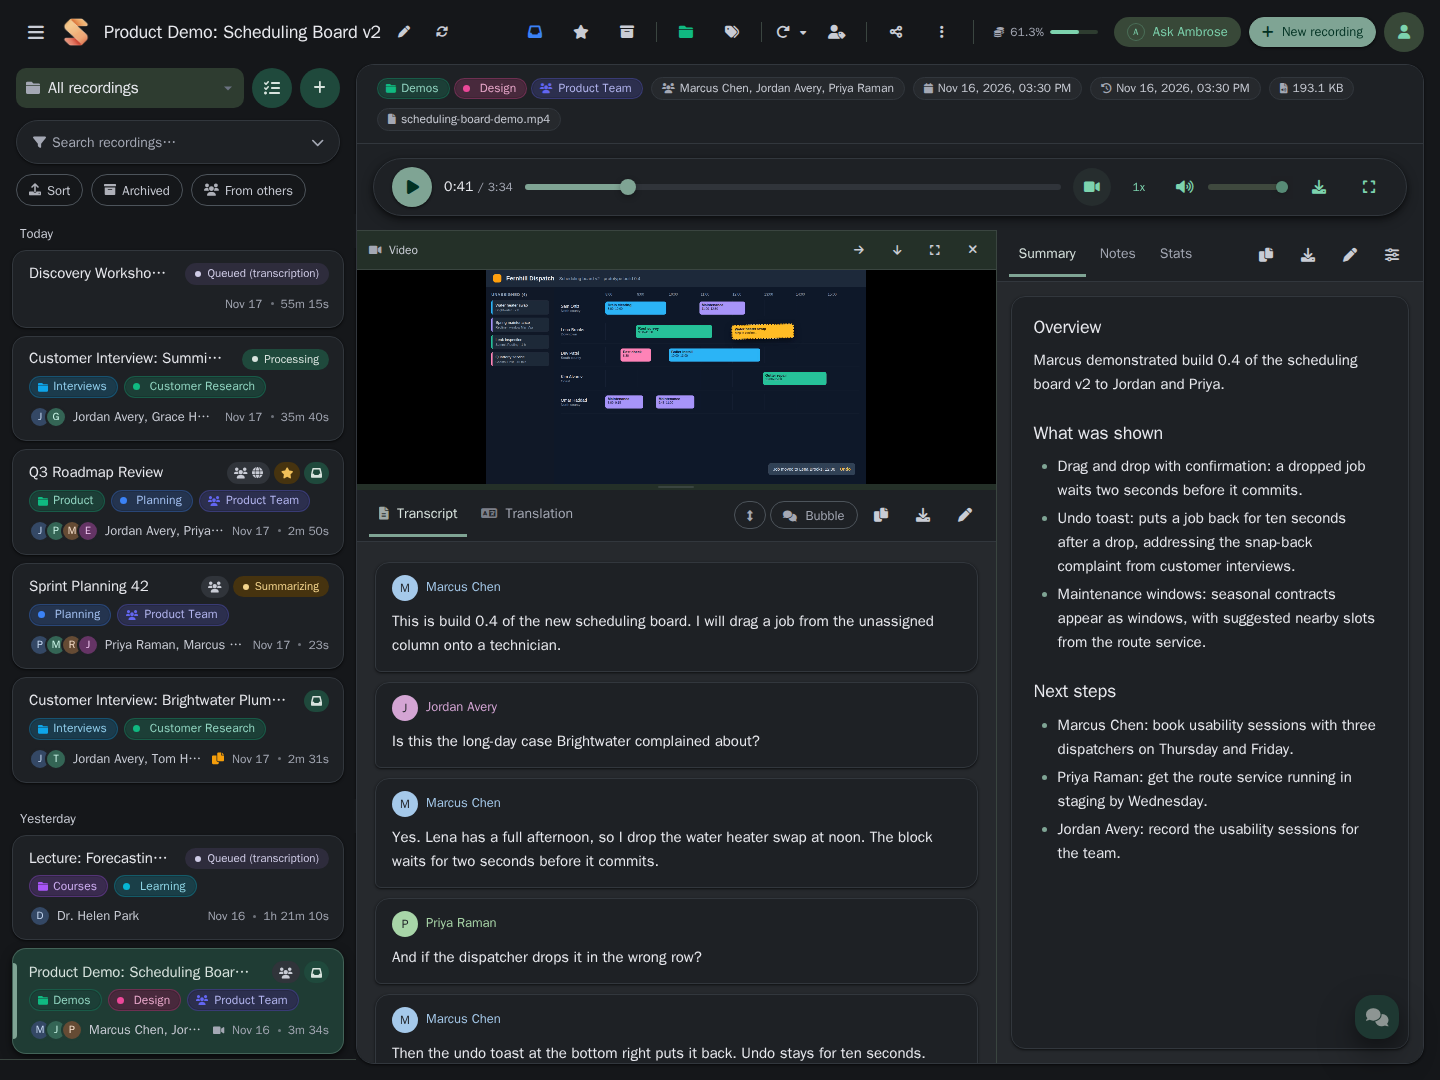 Product Demo: Scheduling Board v2
61.3%
A Ask Ambrose
New recording
All recordings
Search recordings···
Sort
Archived
From others
Today
Discovery Worksho··· Queued (transcription)
Nov 17 • 55m 15s
Customer Interview: Summi··· Processing
Interviews Customer Research
J G Jordan Avery, Grace H··· Nov 17 • 35m 40s
Q3 Roadmap Review
Product Planning Product Team
J P M E Jordan Avery, Priya··· Nov 17 • 2m 50s
Sprint Planning 42 Summarizing
Planning Product Team
P M R J Priya Raman, Marcus ··· Nov 17 • 23s
Customer Interview: Brightwater Plum···
Interviews Customer Research
J T Jordan Avery, Tom H··· Nov 17 • 2m 31s
Yesterday
Lecture: Forecastin··· Queued (transcription)
Courses Learning
D Dr. Helen Park Nov 16 • 1h 21m 10s
Product Demo: Scheduling Boar···
Demos Design Product Team
M J P Marcus Chen, Jor··· Nov 16 • 3m 34s
Demos Design Product Team Marcus Chen, Jordan Avery, Priya Raman Nov 16, 2026, 03:30 PM Nov 16, 2026, 03:30 PM 193.1 KB
scheduling-board-demo.mp4
0:41 / 3:34
1x
Video
Fernhill Dispatch
Undo
Transcript
Translation
Bubble
M Marcus Chen
This is build 0.4 of the new scheduling board. I will drag a job from the unassigned
column onto a technician.
J Jordan Avery
Is this the long-day case Brightwater complained about?
M Marcus Chen
Yes. Lena has a full afternoon, so I drop the water heater swap at noon. The block
waits for two seconds before it commits.
P Priya Raman
And if the dispatcher drops it in the wrong row?
M Marcus Chen
Then the undo toast at the bottom right puts it back. Undo stays for ten seconds.
Summary Notes Stats
Overview
Marcus demonstrated build 0.4 of the scheduling
board v2 to Jordan and Priya.
What was shown
• Drag and drop with confirmation: a dropped job
waits two seconds before it commits.
• Undo toast: puts a job back for ten seconds
after a drop, addressing the snap-back
complaint from customer interviews.
• Maintenance windows: seasonal contracts
appear as windows, with suggested nearby slots
from the route service.
Next steps
• Marcus Chen: book usability sessions with three
dispatchers on Thursday and Friday.
• Priya Raman: get the route service running in
staging by Wednesday.
• Jordan Avery: record the usability sessions for
the team.